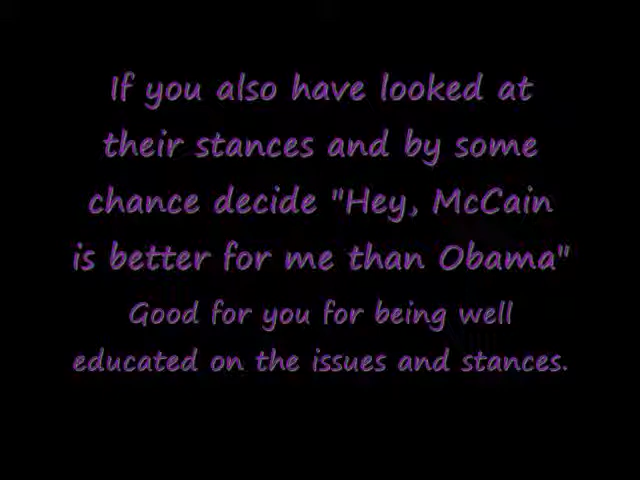 If you also have looked at
their stances and by some
chance decide "Hey, McCain
is better for me than Obama"
Good for you for being well
educated on the issues and stances.